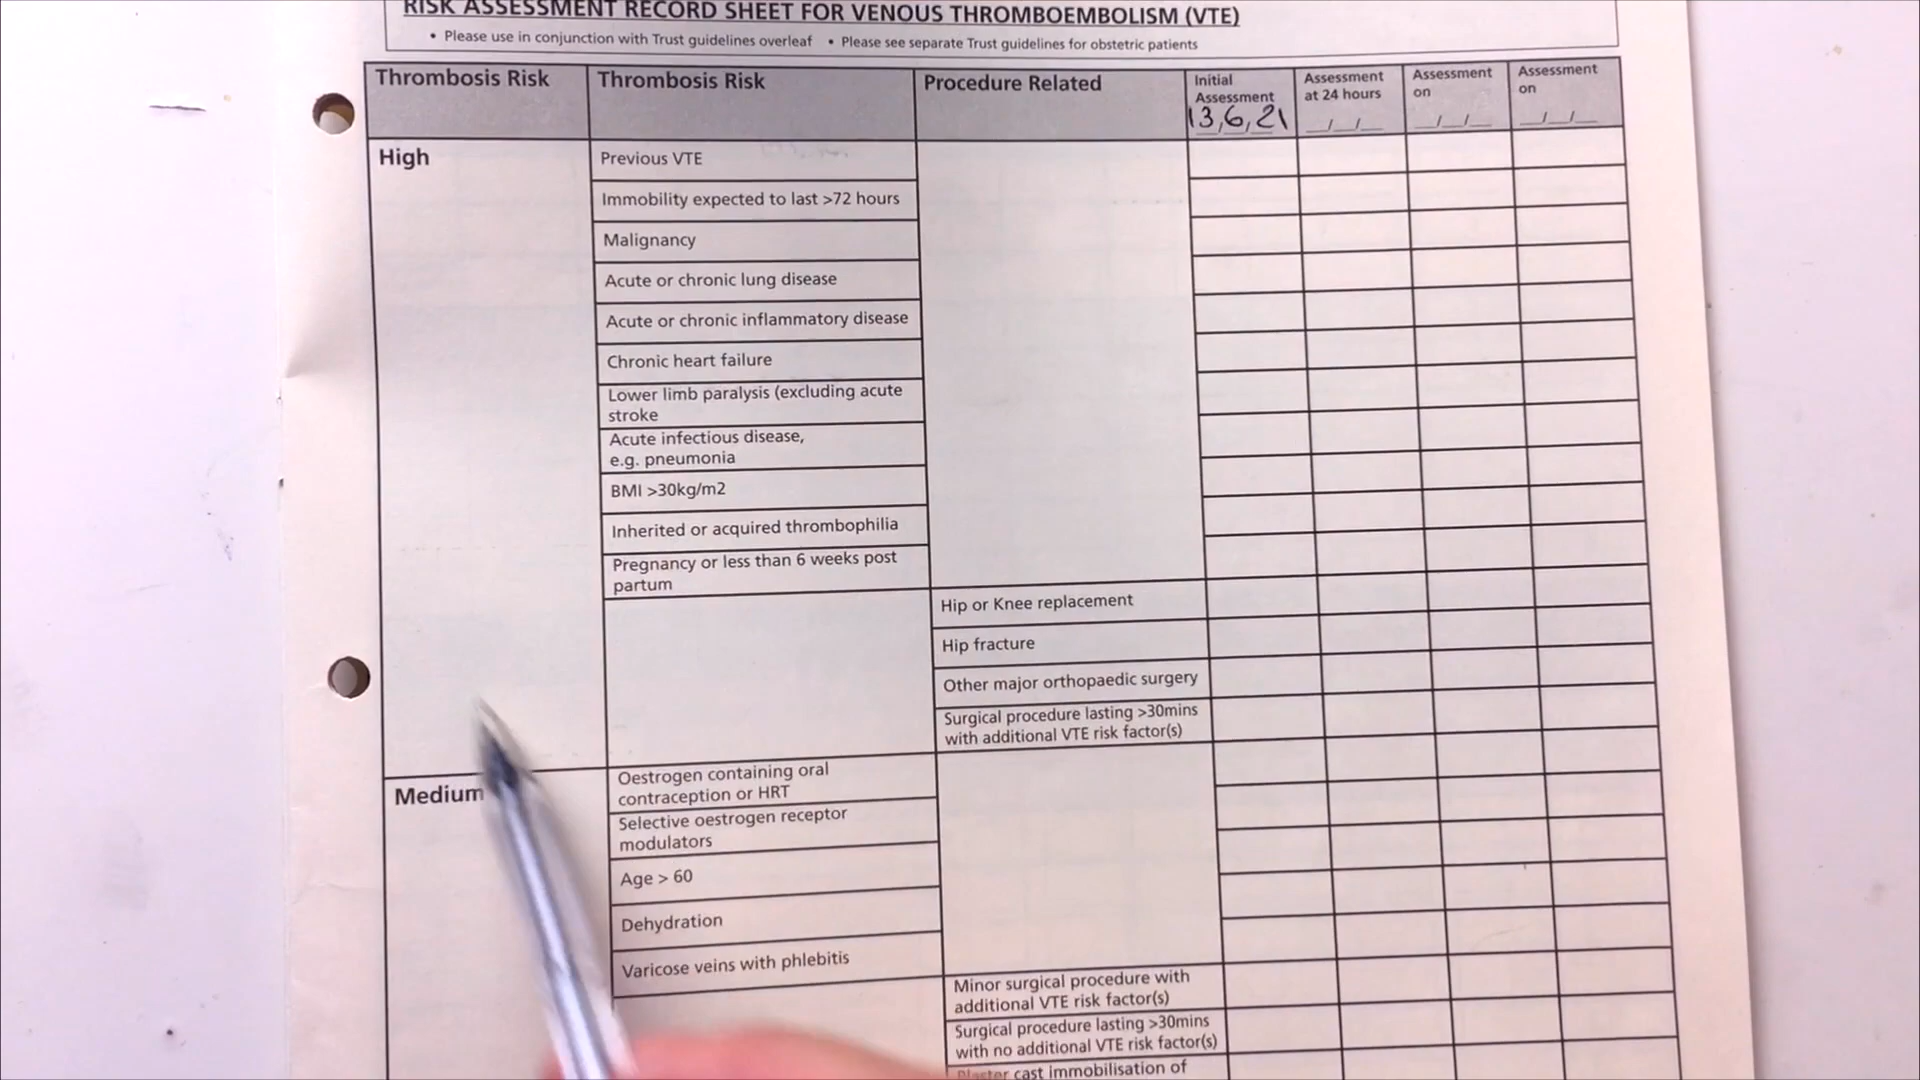 RISK ASSESSMENT RECORD SHEET FOR VENOUS THROMBOEMBOLISM (VTE)
• Please use in conjunction with Trust guidelines overleaf • Please see separate Trust guidelines for obstetric patients
Thrombosis Risk
Thrombosis Risk
Procedure Related
Initial
Assessment
13,6,21
Assessment
at 24 hours
_/_/_
Assessment
on
_/_/_
Assessment
on
_/_/_
High
Previous VTE
Immobility expected to last >72 hours
Malignancy
Acute or chronic lung disease
Acute or chronic inflammatory disease
Chronic heart failure
Lower limb paralysis (excluding acute
stroke
Acute infectious disease,
e.g. pneumonia
BMI >30kg/m2
Inherited or acquired thrombophilia
Pregnancy or less than 6 weeks post
partum
Hip or Knee replacement
Hip fracture
Other major orthopaedic surgery
Surgical procedure lasting >30mins
with additional VTE risk factor(s)
Medium
Oestrogen containing oral
contraception or HRT
Selective oestrogen receptor
modulators
Age > 60
Dehydration
Varicose veins with phlebitis
Minor surgical procedure with
additional VTE risk factor(s)
Surgical procedure lasting >30mins
with no additional VTE risk factor(s)
Plaster cast immobilisation of